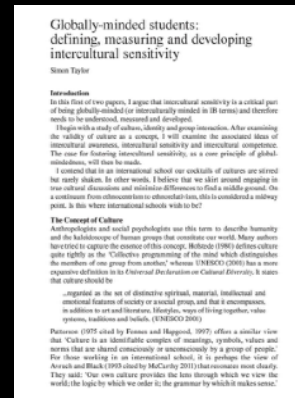 Globally-minded students:
defining, measuring and developing
intercultural sensitivity
Simon Taylor
Introduction
In this first of two papers, I argue that intercultural sensitivity is a critical part
of being globally-minded (or interculturally minded in IB terms) and therefore
needs to be understood, measured and developed.
I begin with a study of culture, identity and group interaction. After examining
the validity of culture as a concept, I will examine the associated ideas of
intercultural awareness, intercultural sensitivity and intercultural competence.
The case for fostering intercultural sensitivity, as a core principle of global-
mindedness, will then be made.
I contend that in an international school our cocktails of cultures are stirred
but rarely shaken. In other words, I believe that we skirt around engaging in
true cultural discussions and minimize differences to find a middle ground. On
a continuum from ethnocentrism to ethnorelativism, this is considered a midway
point. Is this where international schools wish to be?
The Concept of Culture
Anthropologists and social psychologists use this term to describe humanity
and the kaleidoscope of human groups that constitute our world. Many authors
have tried to capture the essence of this concept. Hofstede (1980) defines culture
quite tightly as the 'Collective programming of the mind which distinguishes
the members of one group from another,' whereas UNESCO (2001) has a more
expansive definition in its Universal Declaration on Cultural Diversity. It states
that culture should be
...regarded as the set of distinctive spiritual, material, intellectual and
emotional features of society or a social group, and that it encompasses,
in addition to art and literature, lifestyles, ways of living together, value
systems, traditions and beliefs. (UNESCO 2001)
Patterson (1975 cited by Fennes and Hapgood, 1997) offers a similar view
that 'Culture is an identifiable complex of meanings, symbols, values and
norms that are shared consciously or unconsciously by a group of people.'
For those working in an international school, it is perhaps the view of
and Black (1993 cited by McCarthy 2011) that resonates most clearly.
They said: 'Our own culture provides the lens through which we view the
world; the logic by which we order it; the grammar by which it makes sense.'